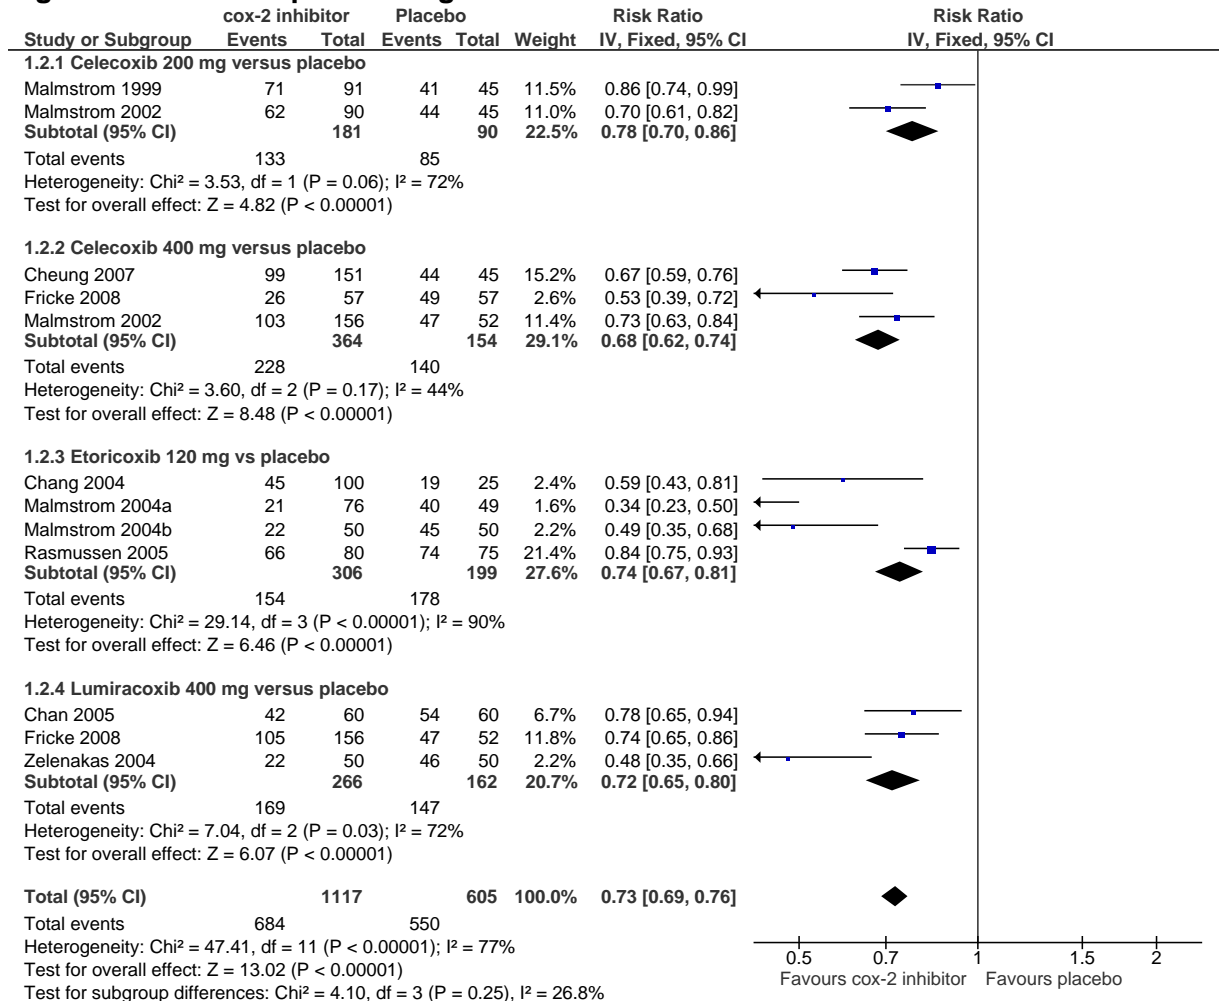 cox-2 inhibitor Placebo Risk Ratio Risk Ratio
Study or Subgroup Events Total Events Total Weight IV, Fixed, 95% CI IV, Fixed, 95% CI
1.2.1 Celecoxib 200 mg versus placebo
Malmstrom 1999 71 91 41 45 11.5% 0.86 [0.74, 0.99]
Malmstrom 2002 62 90 44 45 11.0% 0.70 [0.61, 0.82]
Subtotal (95% CI) 181 90 22.5% 0.78 [0.70, 0.86]
Total events 133 85
Heterogeneity: Chi² = 3.53, df = 1 (P = 0.06); I² = 72%
Test for overall effect: Z = 4.82 (P < 0.00001)
1.2.2 Celecoxib 400 mg versus placebo
Cheung 2007 99 151 44 45 15.2% 0.67 [0.59, 0.76]
Fricke 2008 26 57 49 57 2.6% 0.53 [0.39, 0.72]
Malmstrom 2002 103 156 47 52 11.4% 0.73 [0.63, 0.84]
Subtotal (95% CI) 364 154 29.1% 0.68 [0.62, 0.74]
Total events 228 140
Heterogeneity: Chi² = 3.60, df = 2 (P = 0.17); I² = 44%
Test for overall effect: Z = 8.48 (P < 0.00001)
1.2.3 Etoricoxib 120 mg vs placebo
Chang 2004 45 100 19 25 2.4% 0.59 [0.43, 0.81]
Malmstrom 2004a 21 76 40 49 1.6% 0.34 [0.23, 0.50]
Malmstrom 2004b 22 50 45 50 2.2% 0.49 [0.35, 0.68]
Rasmussen 2005 66 80 74 75 21.4% 0.84 [0.75, 0.93]
Subtotal (95% CI) 306 199 27.6% 0.74 [0.67, 0.81]
Total events 154 178
Heterogeneity: Chi² = 29.14, df = 3 (P < 0.00001); I² = 90%
Test for overall effect: Z = 6.46 (P < 0.00001)
1.2.4 Lumiracoxib 400 mg versus placebo
Chan 2005 42 60 54 60 6.7% 0.78 [0.65, 0.94]
Fricke 2008 105 156 47 52 11.8% 0.74 [0.65, 0.86]
Zelenakas 2004 22 50 46 50 2.2% 0.48 [0.35, 0.66]
Subtotal (95% CI) 266 162 20.7% 0.72 [0.65, 0.80]
Total events 169 147
Heterogeneity: Chi² = 7.04, df = 2 (P = 0.03); I² = 72%
Test for overall effect: Z = 6.07 (P < 0.00001)
Total (95% CI) 1117 605 100.0% 0.73 [0.69, 0.76]
Total events 684 550
Heterogeneity: Chi² = 47.41, df = 11 (P < 0.00001); I² = 77%
Test for overall effect: Z = 13.02 (P < 0.00001)
Test for subgroup differences: Chi² = 4.10, df = 3 (P = 0.25), I² = 26.8%
0.5 0.7 1 1.5 2
Favours cox-2 inhibitor Favours placebo